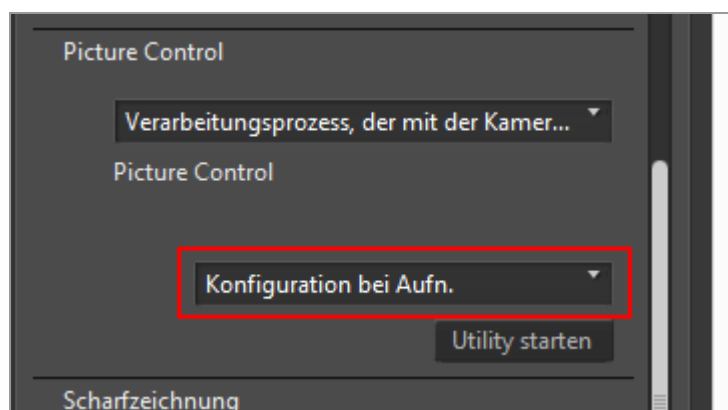 Picture Control
Verarbeitungsprozess, der mit der Kamer...
Picture Control
Konfiguration bei Aufn.
Utility starten
Scharfzeichnung